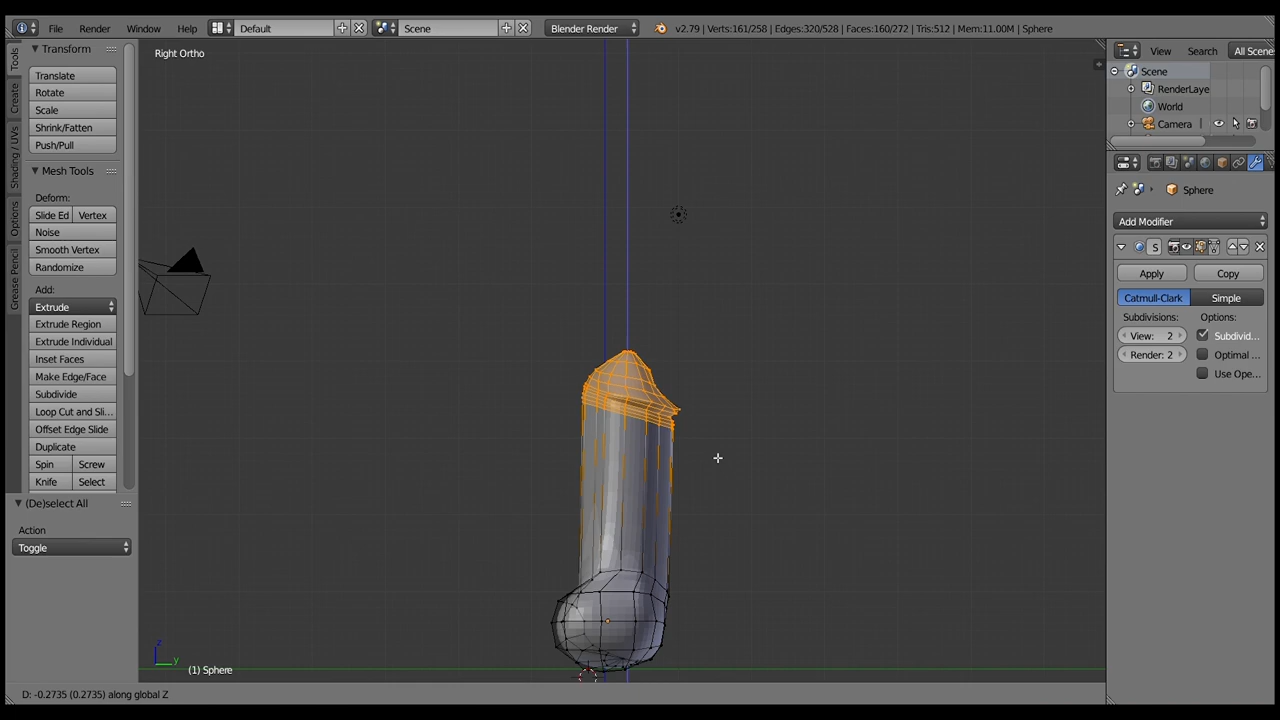 File Render Window Help Default Scene Blender Render v2.79 | Verts:161/258 | Edges:320/528 | Faces:160/272 | Tris:512 | Mem:11.00M | Sphere
Tools
Create
Shading / UVs
Options
Grease Pencil
Transform
Translate
Rotate
Scale
Shrink/Fatten
Push/Pull
Mesh Tools
Deform:
Slide Ed Vertex
Noise
Smooth Vertex
Randomize
Add:
Extrude
Extrude Region
Extrude Individual
Inset Faces
Make Edge/Face
Subdivide
Loop Cut and Sli...
Offset Edge Slide
Duplicate
Spin Screw
Knife Select
(De)select All
Action
Toggle
Right Ortho
z
y
(1) Sphere
D: -0.2735 (0.2735) along global Z
View Search All Scene
Scene
RenderLaye
World
Camera
Sphere
Add Modifier
S
Apply Copy
Catmull-Clark Simple
Subdivisions: Options:
View: 2 Subdivid...
Render: 2 Optimal ...
Use Ope...